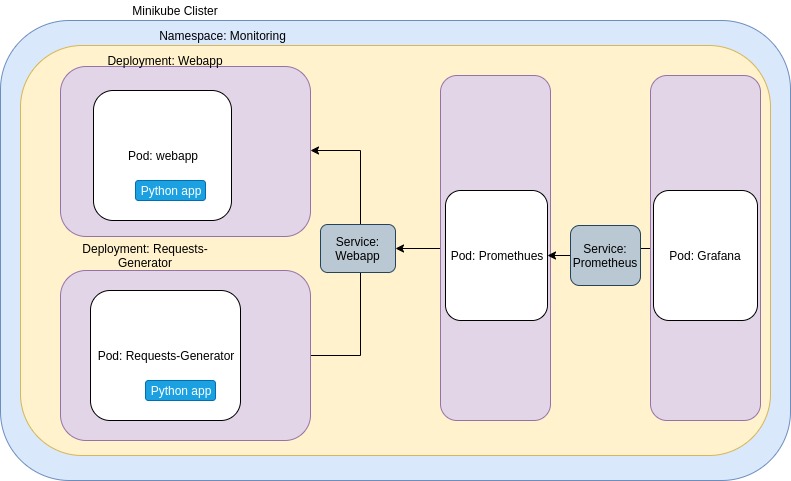 Minikube Clister
Namespace: Monitoring
Deployment: Webapp
Pod: webapp
Python app
Deployment: Requests-
Generator
Pod: Requests-Generator
Python app
Service:
Webapp
Pod: Promethues
Service:
Prometheus
Pod: Grafana